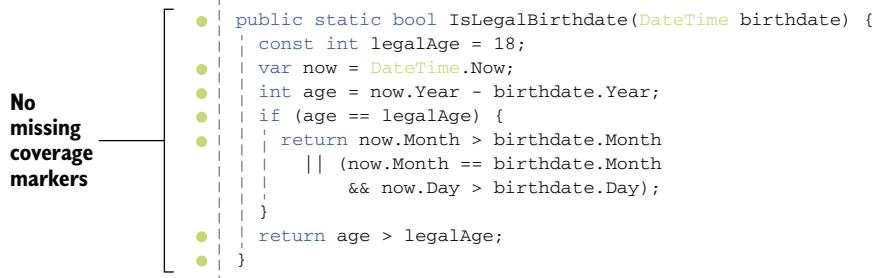 No
missing
coverage
markers
public static bool IsLegalBirthdate(DateTime birthdate) {
const int legalAge = 18;
var now = DateTime.Now;
int age = now.Year - birthdate.Year;
if (age == legalAge) {
return now.Month > birthdate.Month
|| (now.Month == birthdate.Month
&& now.Day > birthdate.Day);
}
return age > legalAge;
}